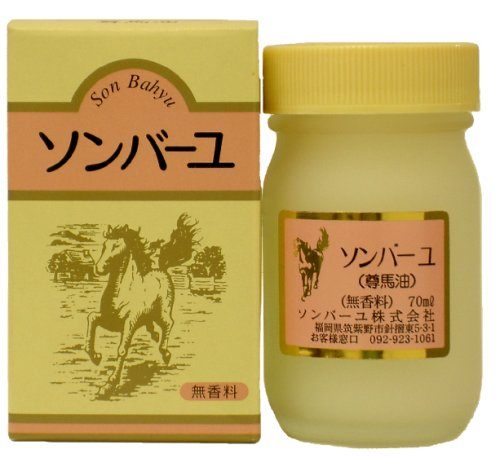 Son Bahyu
ソンバーユ
無香料
ソンバーユ
(尊馬油)
(無香料) 70mℓ
ソンバーユ株式会社
福岡県筑紫野市針摺東5-3-1
お客様窓口 092-923-1061